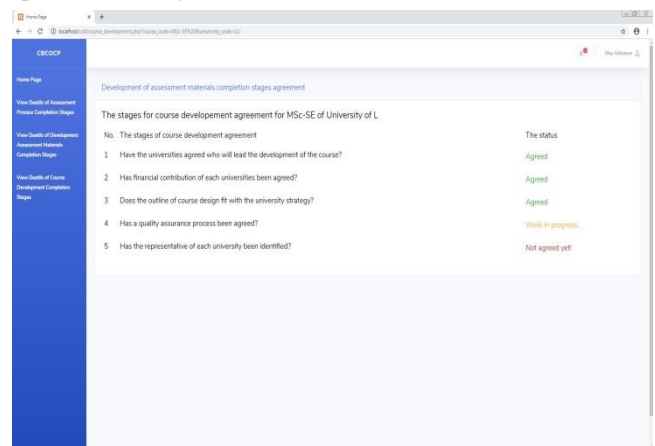 Home Page
CBCOCP
Home Page
View Deatils of Assessment
Process Completion Stages
View Deatils of Development
Assessment Materials
Completion Stages
View Deatils of Course
Development Completion
Stages
Development of assessment materials completion stages agreement
The stages for course developement agreement for MSc-SE of University of L
No. The stages of course development agreement The status
1 Have the universities agreed who will lead the development of the course? Agreed
2 Has financial contribution of each universities been agreed? Agreed
3 Does the outline of course design fit with the university strategy? Agreed
4 Has a quality assurance process been agreed? Work in progress.
5 Has the representative of each university been identified? Not agreed yet!